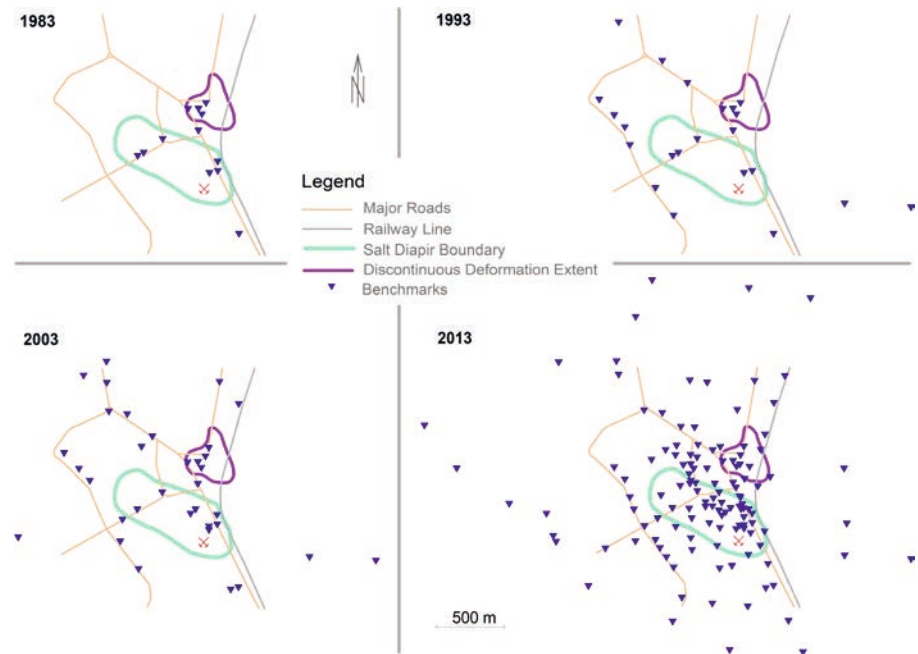 1983
1993
N
Legend
Major Roads
Railway Line
Salt Diapir Boundary
Discontinuous Deformation Extent
Benchmarks
2003
2013
500 m